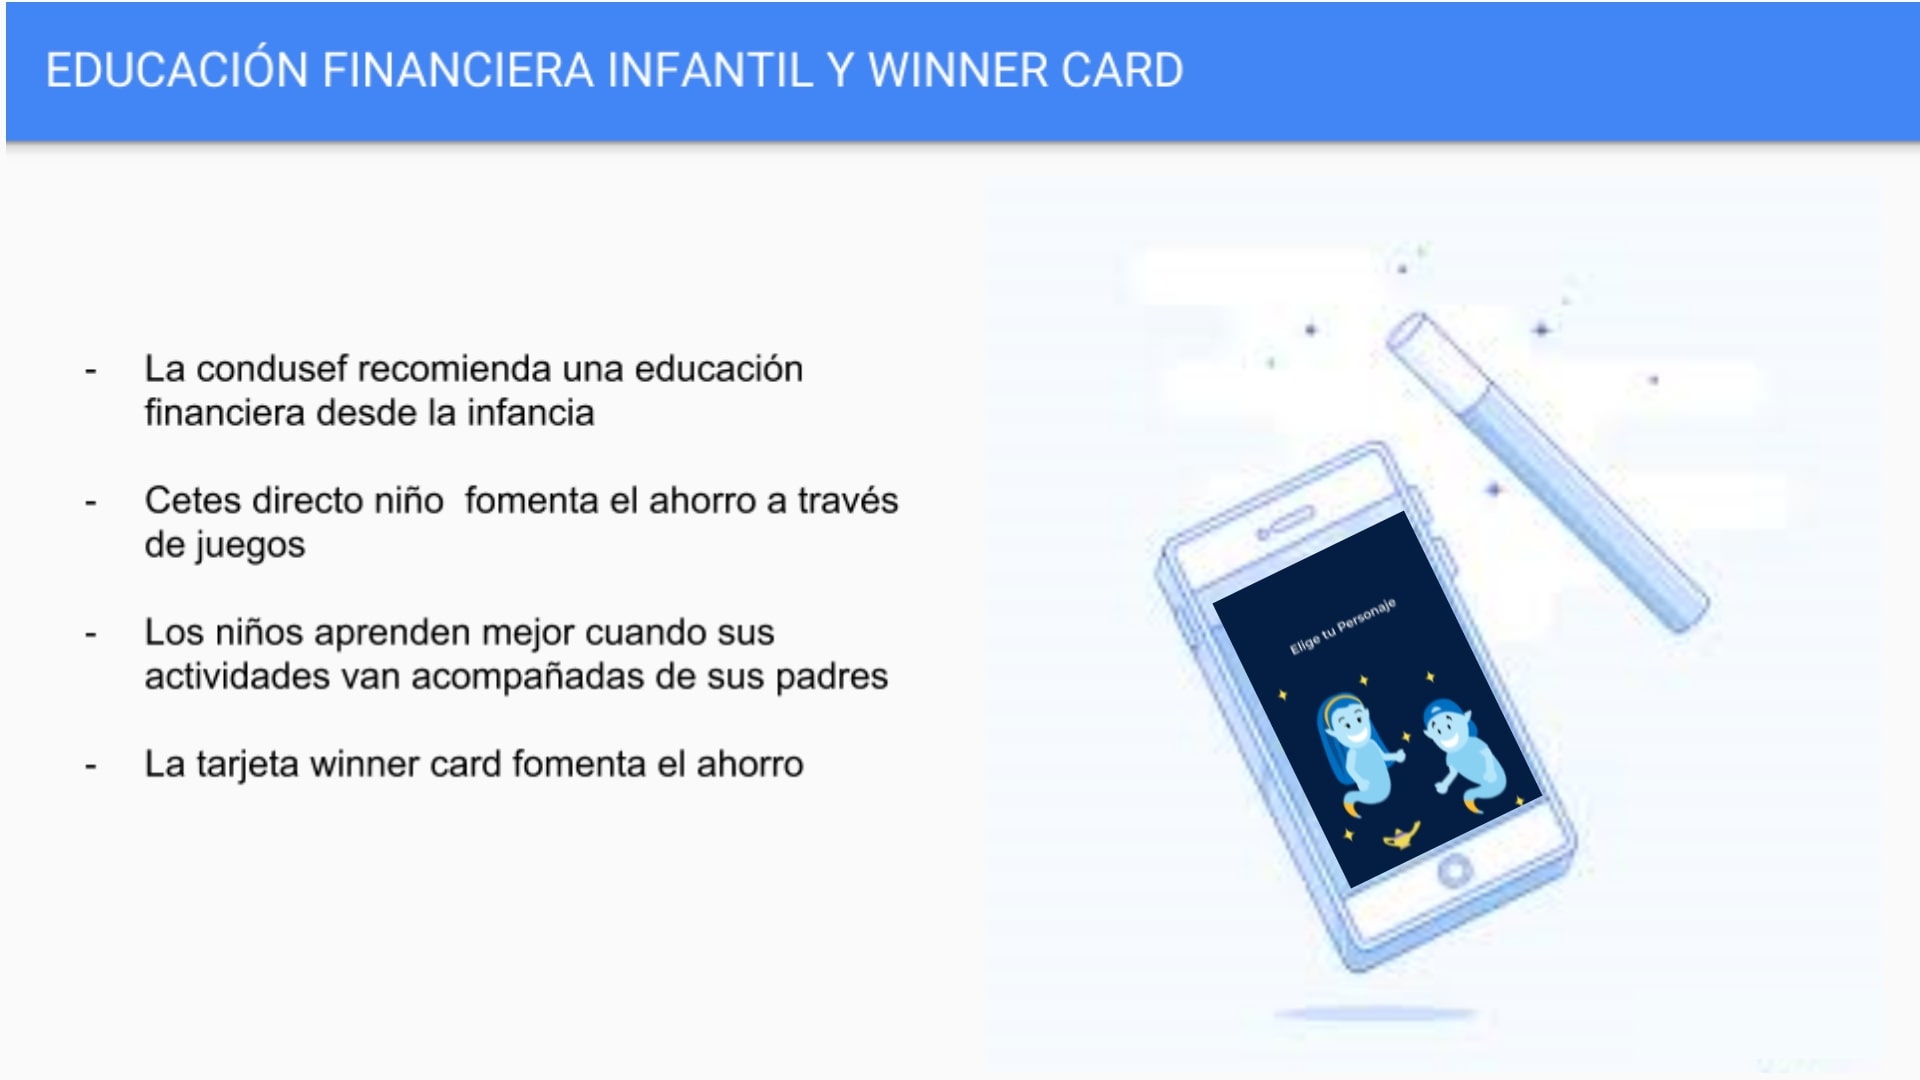 EDUCACIÓN FINANCIERA INFANTIL Y WINNER CARD
- La condusef recomienda una educación
financiera desde la infancia
- Cetes directo niño  fomenta el ahorro a través
de juegos
- Los niños aprenden mejor cuando sus
actividades van acompañadas de sus padres
- La tarjeta winner card fomenta el ahorro
Elige tu Personaje